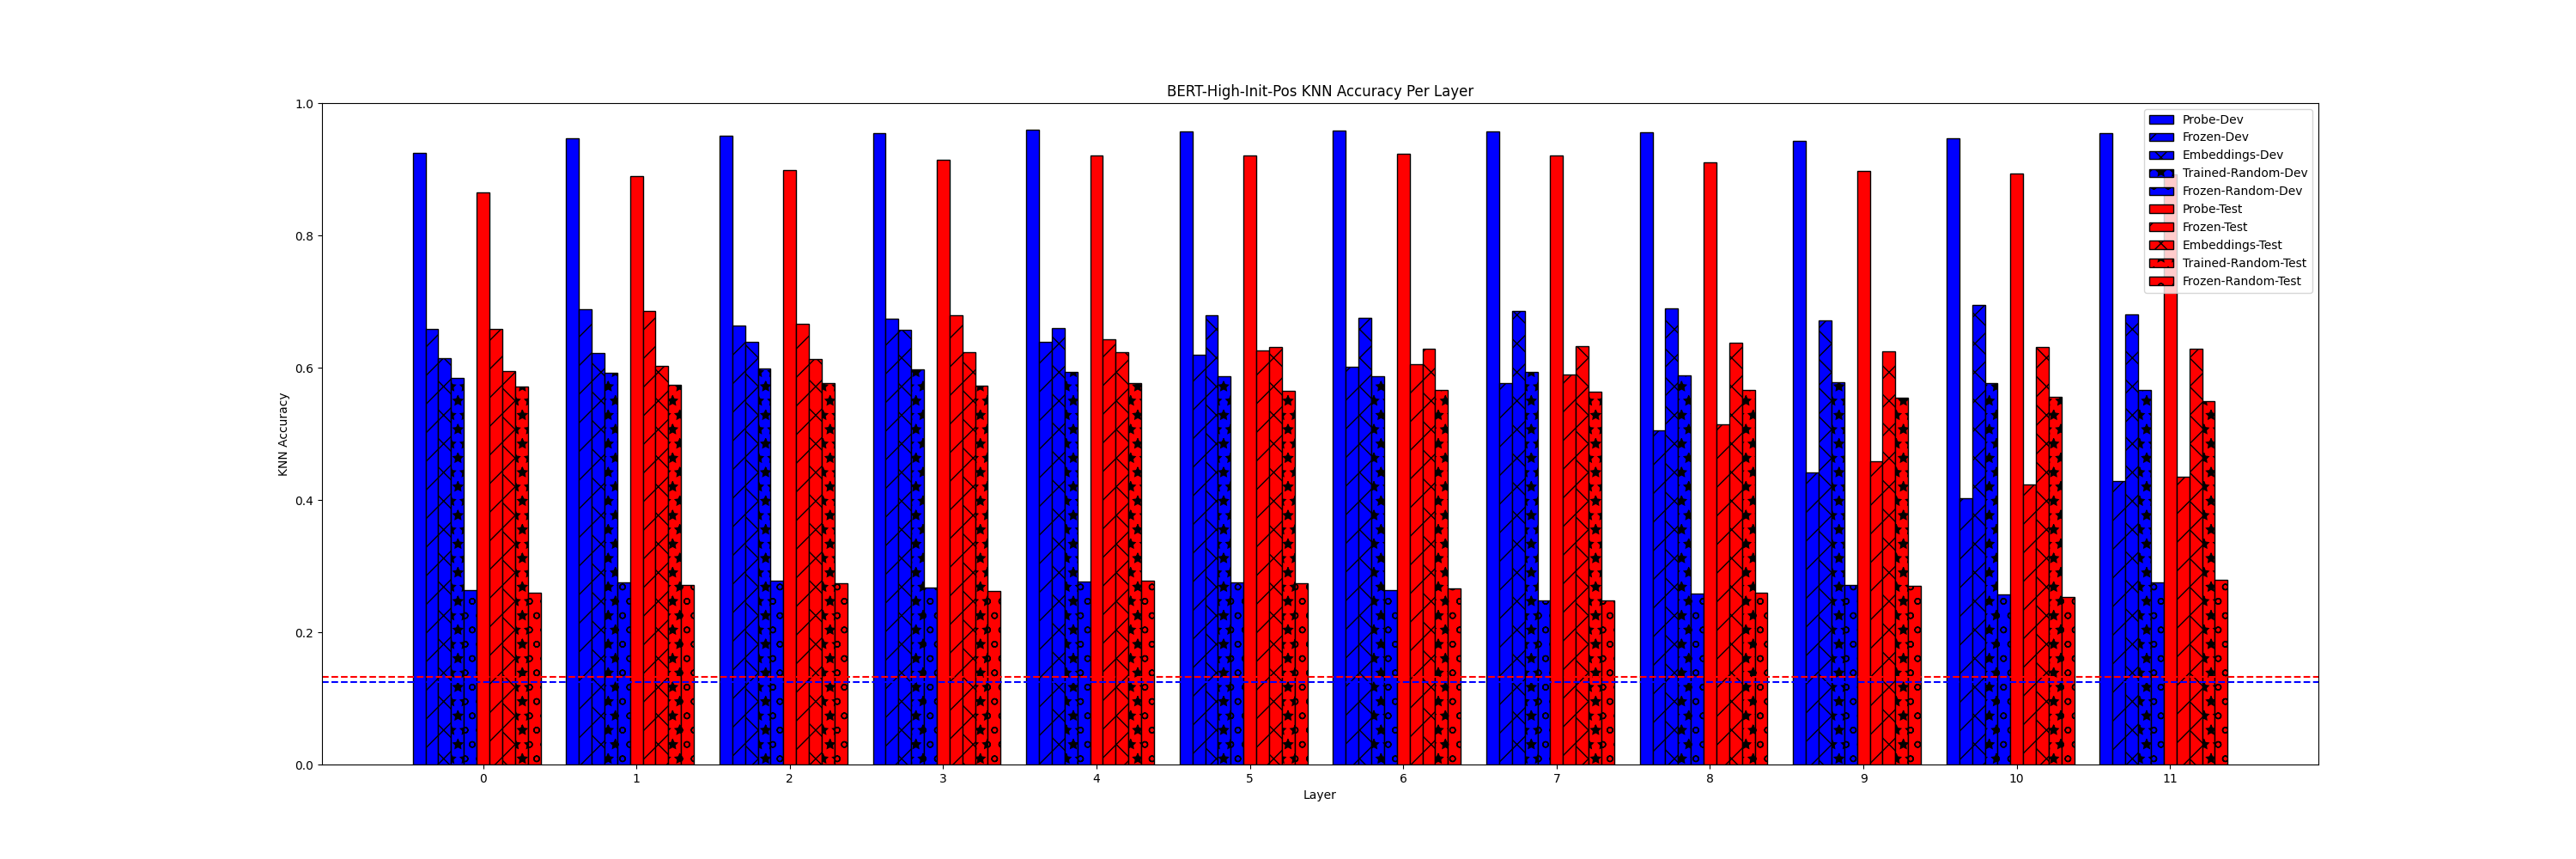 BERT-High-Init-Pos KNN Accuracy Per Layer
1.0
0.8
0.6
0.4
0.2
0.0
KNN Accuracy
Probe-Dev
Frozen-Dev
Embeddings-Dev
Trained-Random-Dev
Frozen-Random-Dev
Probe-Test
Frozen-Test
Embeddings-Test
Trained-Random-Test
Frozen-Random-Test
0 1 2 3 4 5 6 7 8 9 10 11
Layer